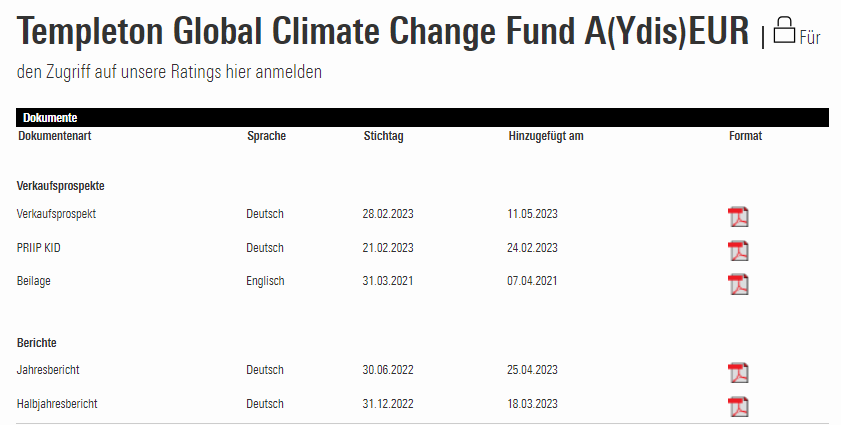 Templeton Global Climate Change Fund A(Ydis)EUR | Für
den Zugriff auf unsere Ratings hier anmelden
Dokumente
Dokumentenart Sprache Stichtag Hinzugefügt am Format
Verkaufsprospekte
Verkaufsprospekt Deutsch 28.02.2023 11.05.2023
PRIIP KID Deutsch 21.02.2023 24.02.2023
Beilage Englisch 31.03.2021 07.04.2021
Berichte
Jahresbericht Deutsch 30.06.2022 25.04.2023
Halbjahresbericht Deutsch 31.12.2022 18.03.2023